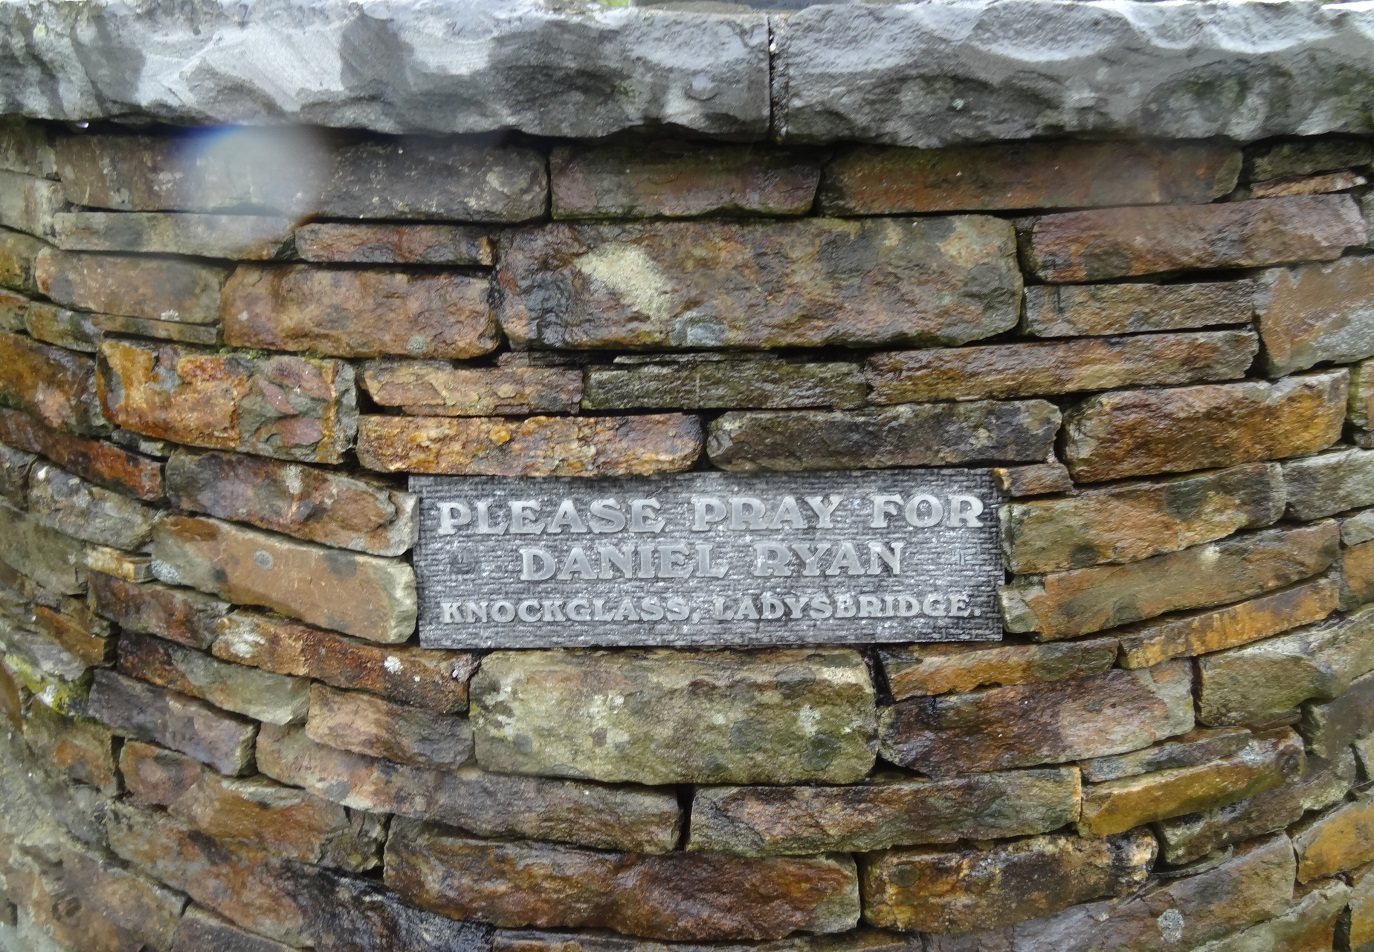 PLEASE PRAY FOR
DANIEL RYAN
KNOCKGLASS, LADYSBRIDGE.